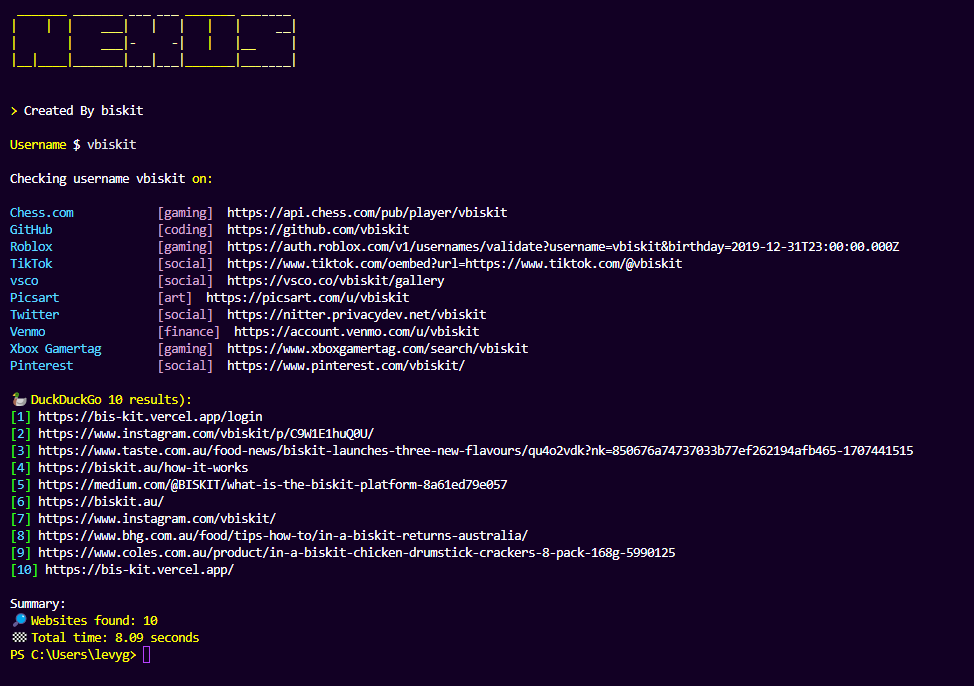 NEXUS
> Created By biskit
Username $ vbiskit
Checking username vbiskit on:
Chess.com [gaming] https://api.chess.com/pub/player/vbiskit
GitHub [coding] https://github.com/vbiskit
Roblox [gaming] https://auth.roblox.com/v1/usernames/validate?username=vbiskit&birthday=2019-12-31T23:00:00.000Z
TikTok [social] https://www.tiktok.com/oembed?url=https://www.tiktok.com/@vbiskit
vsco [social] https://vsco.co/vbiskit/gallery
Picsart [art] https://picsart.com/u/vbiskit
Twitter [social] https://nitter.privacydev.net/vbiskit
Venmo [finance] https://account.venmo.com/u/vbiskit
Xbox Gamertag [gaming] https://www.xboxgamertag.com/search/vbiskit
Pinterest [social] https://www.pinterest.com/vbiskit/
🦆 DuckDuckGo 10 results):
[1] https://bis-kit.vercel.app/login
[2] https://www.instagram.com/vbiskit/p/C9W1E1huQ0U/
[3] https://www.taste.com.au/food-news/biskit-launches-three-new-flavours/qu4o2vdk?nk=850676a74737033b77ef262194afb465-1707441515
[4] https://biskit.au/how-it-works
[5] https://medium.com/@BISKIT/what-is-the-biskit-platform-8a61ed79e057
[6] https://biskit.au/
[7] https://www.instagram.com/vbiskit/
[8] https://www.bhg.com.au/food/tips-how-to/in-a-biskit-returns-australia/
[9] https://www.coles.com.au/product/in-a-biskit-chicken-drumstick-crackers-8-pack-168g-5990125
[10] https://bis-kit.vercel.app/
Summary:
🔎 Websites found: 10
🏁 Total time: 8.09 seconds
PS C:\Users\levyg>